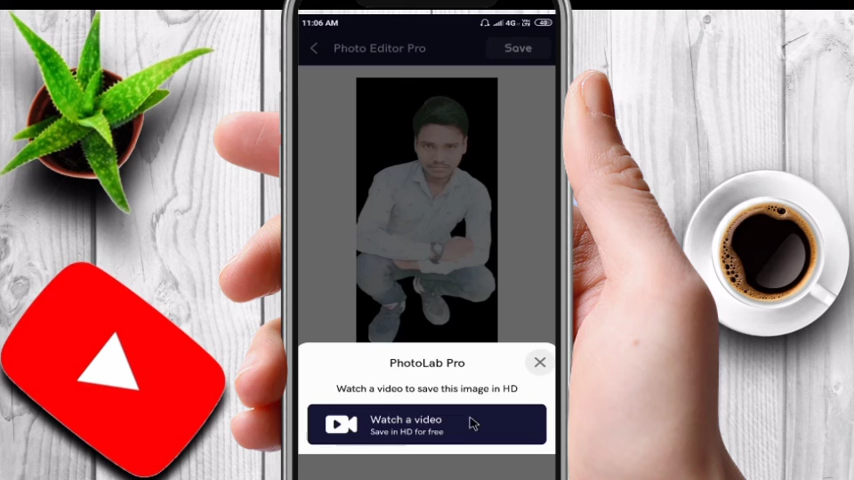 11:06 AM
4G
Photo Editor Pro
Save
PhotoLab Pro
Watch a video to save this image in HD
Watch a video
Save in HD for free